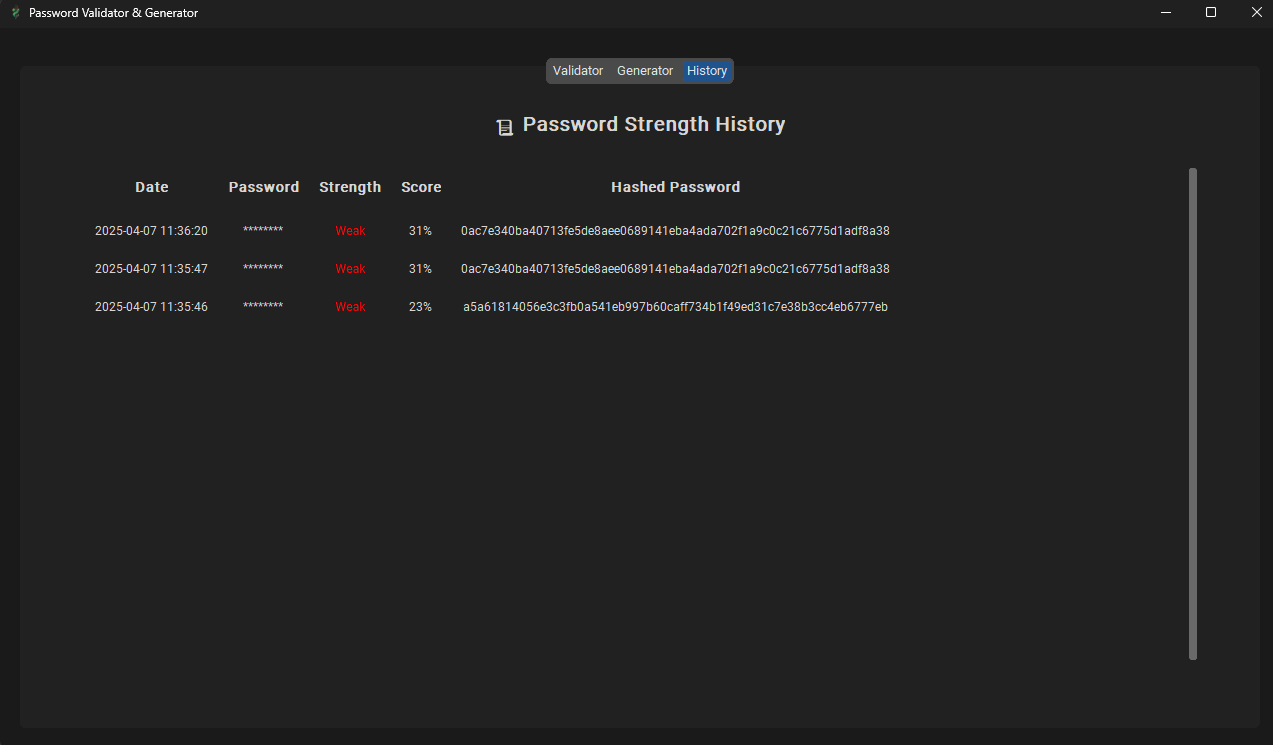 Password Validator & Generator
Validator Generator History
Password Strength History
Date Password Strength Score Hashed Password
2025-04-07 11:36:20 ******** Weak 31% 0ac7e340ba40713fe5de8aee0689141eba4ada702f1a9c0c21c6775d1adf8a38
2025-04-07 11:35:47 ******** Weak 31% 0ac7e340ba40713fe5de8aee0689141eba4ada702f1a9c0c21c6775d1adf8a38
2025-04-07 11:35:46 ******** Weak 23% a5a61814056e3c3fb0a541eb997b60caff734b1f49ed31c7e38b3cc4eb6777eb